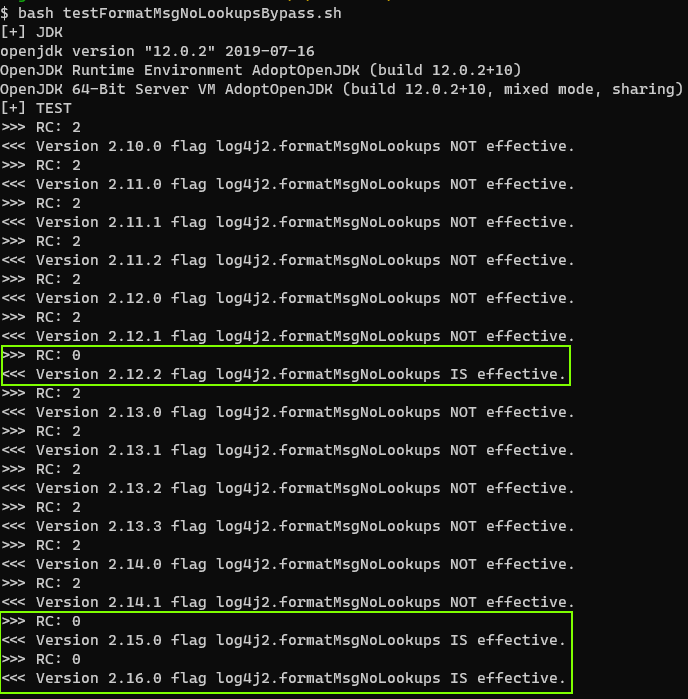 $ bash testFormatMsgNoLookupsBypass.sh
[+] JDK
openjdk version "12.0.2" 2019-07-16
OpenJDK Runtime Environment AdoptOpenJDK (build 12.0.2+10)
OpenJDK 64-Bit Server VM AdoptOpenJDK (build 12.0.2+10, mixed mode, sharing)
[+] TEST
>>> RC: 2
<<< Version 2.10.0 flag log4j2.formatMsgNoLookups NOT effective.
>>> RC: 2
<<< Version 2.11.0 flag log4j2.formatMsgNoLookups NOT effective.
>>> RC: 2
<<< Version 2.11.1 flag log4j2.formatMsgNoLookups NOT effective.
>>> RC: 2
<<< Version 2.11.2 flag log4j2.formatMsgNoLookups NOT effective.
>>> RC: 2
<<< Version 2.12.0 flag log4j2.formatMsgNoLookups NOT effective.
>>> RC: 2
<<< Version 2.12.1 flag log4j2.formatMsgNoLookups NOT effective.
>>> RC: 0
<<< Version 2.12.2 flag log4j2.formatMsgNoLookups IS effective.
>>> RC: 2
<<< Version 2.13.0 flag log4j2.formatMsgNoLookups NOT effective.
>>> RC: 2
<<< Version 2.13.1 flag log4j2.formatMsgNoLookups NOT effective.
>>> RC: 2
<<< Version 2.13.2 flag log4j2.formatMsgNoLookups NOT effective.
>>> RC: 2
<<< Version 2.13.3 flag log4j2.formatMsgNoLookups NOT effective.
>>> RC: 2
<<< Version 2.14.0 flag log4j2.formatMsgNoLookups NOT effective.
>>> RC: 2
<<< Version 2.14.1 flag log4j2.formatMsgNoLookups NOT effective.
>>> RC: 0
<<< Version 2.15.0 flag log4j2.formatMsgNoLookups IS effective.
>>> RC: 0
<<< Version 2.16.0 flag log4j2.formatMsgNoLookups IS effective.